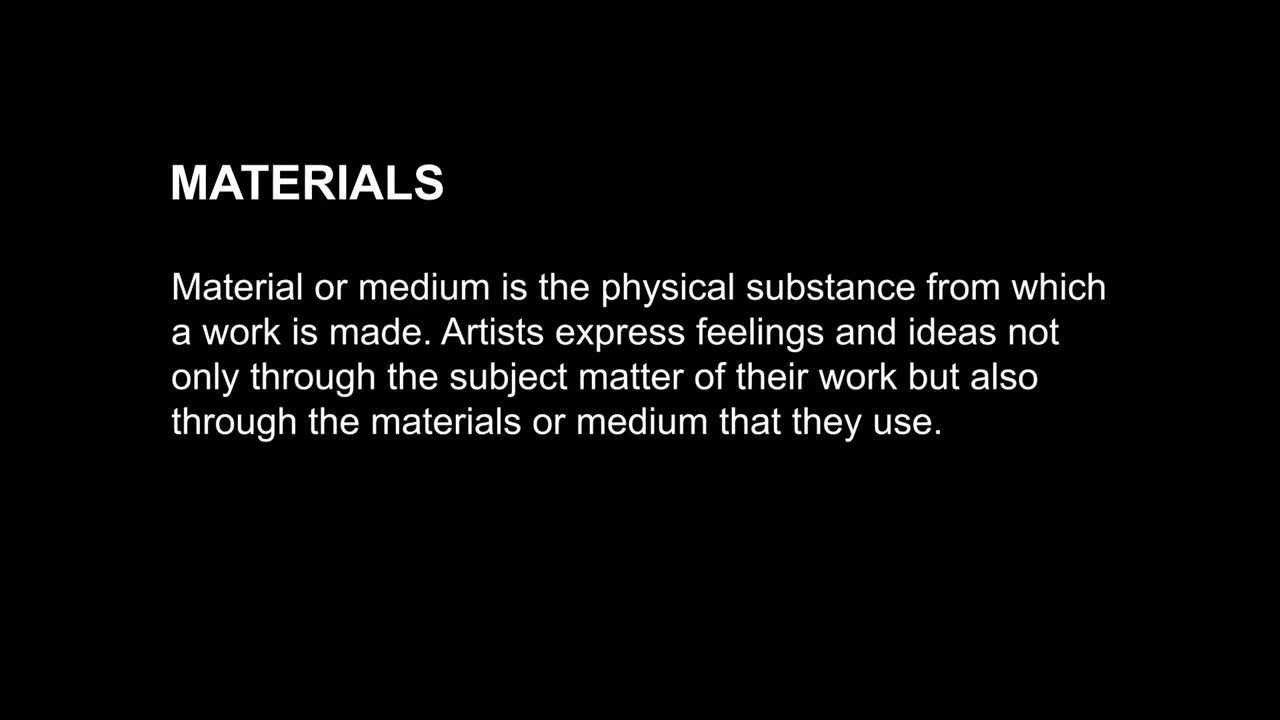 MATERIALS
Material or medium is the physical substance from which
a work is made. Artists express feelings and ideas not
only through the subject matter of their work but also
through the materials or medium that they use.